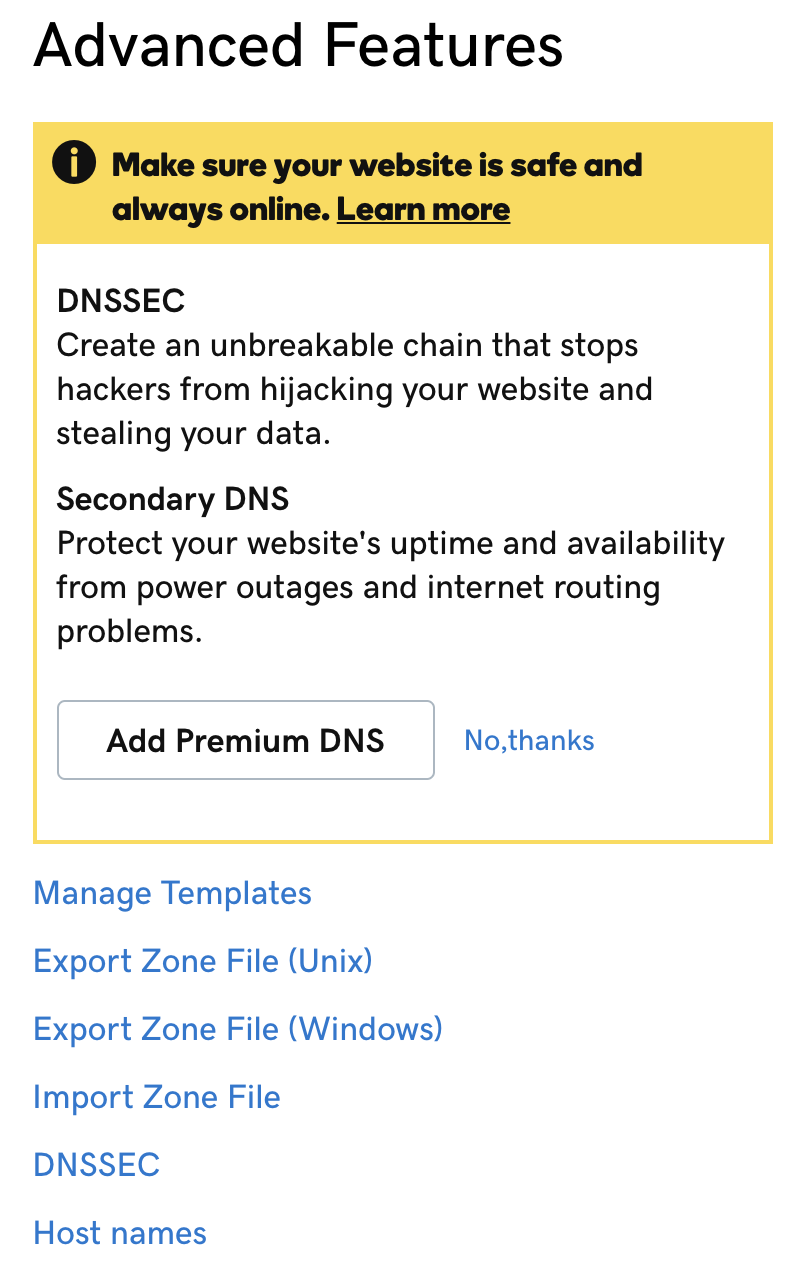 Advanced Features
Make sure your website is safe and
always online. Learn more
DNSSEC
Create an unbreakable chain that stops
hackers from hijacking your website and
stealing your data.
Secondary DNS
Protect your website's uptime and availability
from power outages and internet routing
problems.
Add Premium DNS No,thanks
Manage Templates
Export Zone File (Unix)
Export Zone File (Windows)
Import Zone File
DNSSEC
Host names